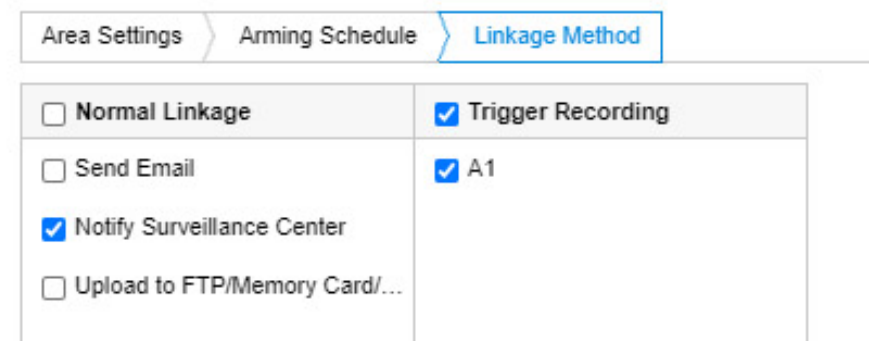 Area Settings Arming Schedule Linkage Method
Normal Linkage Trigger Recording
Send Email A1
Notify Surveillance Center
Upload to FTP/Memory Card/...